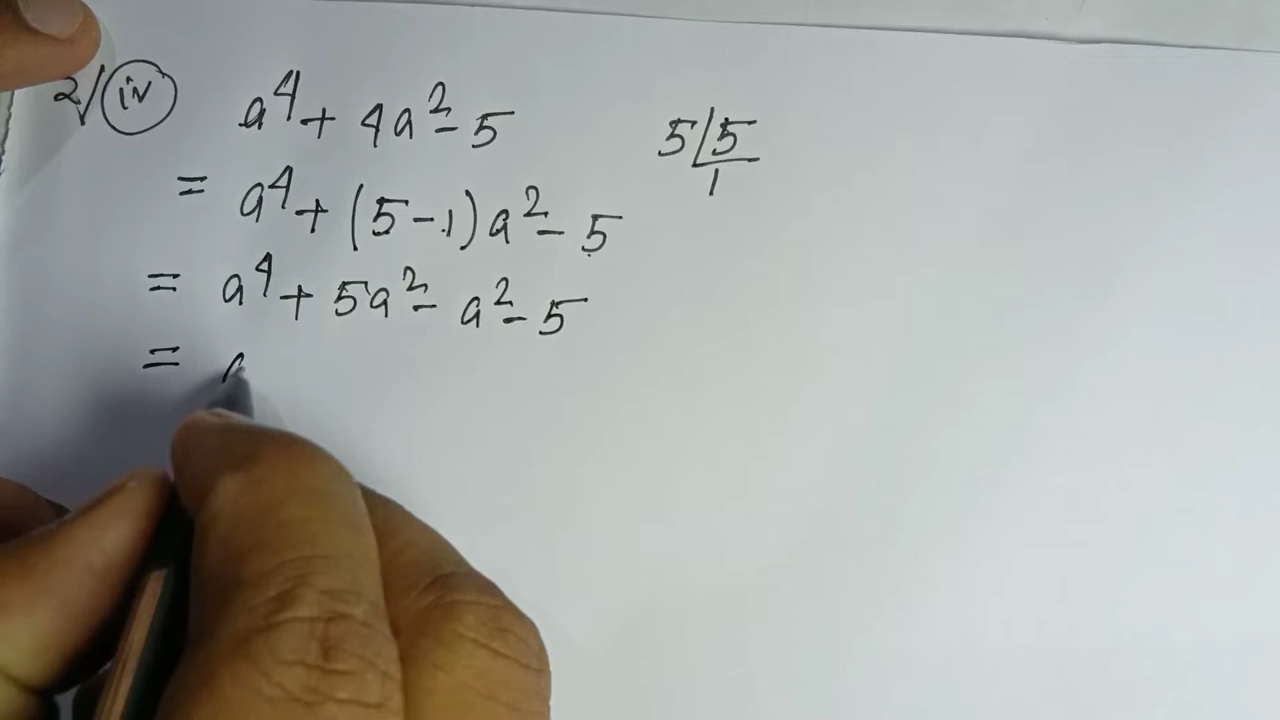 2/ (iv) a⁴ + 4a² - 5
5 | 5
1
= a⁴ + (5-1)a² - 5
= a⁴ + 5a² - a² - 5
= a